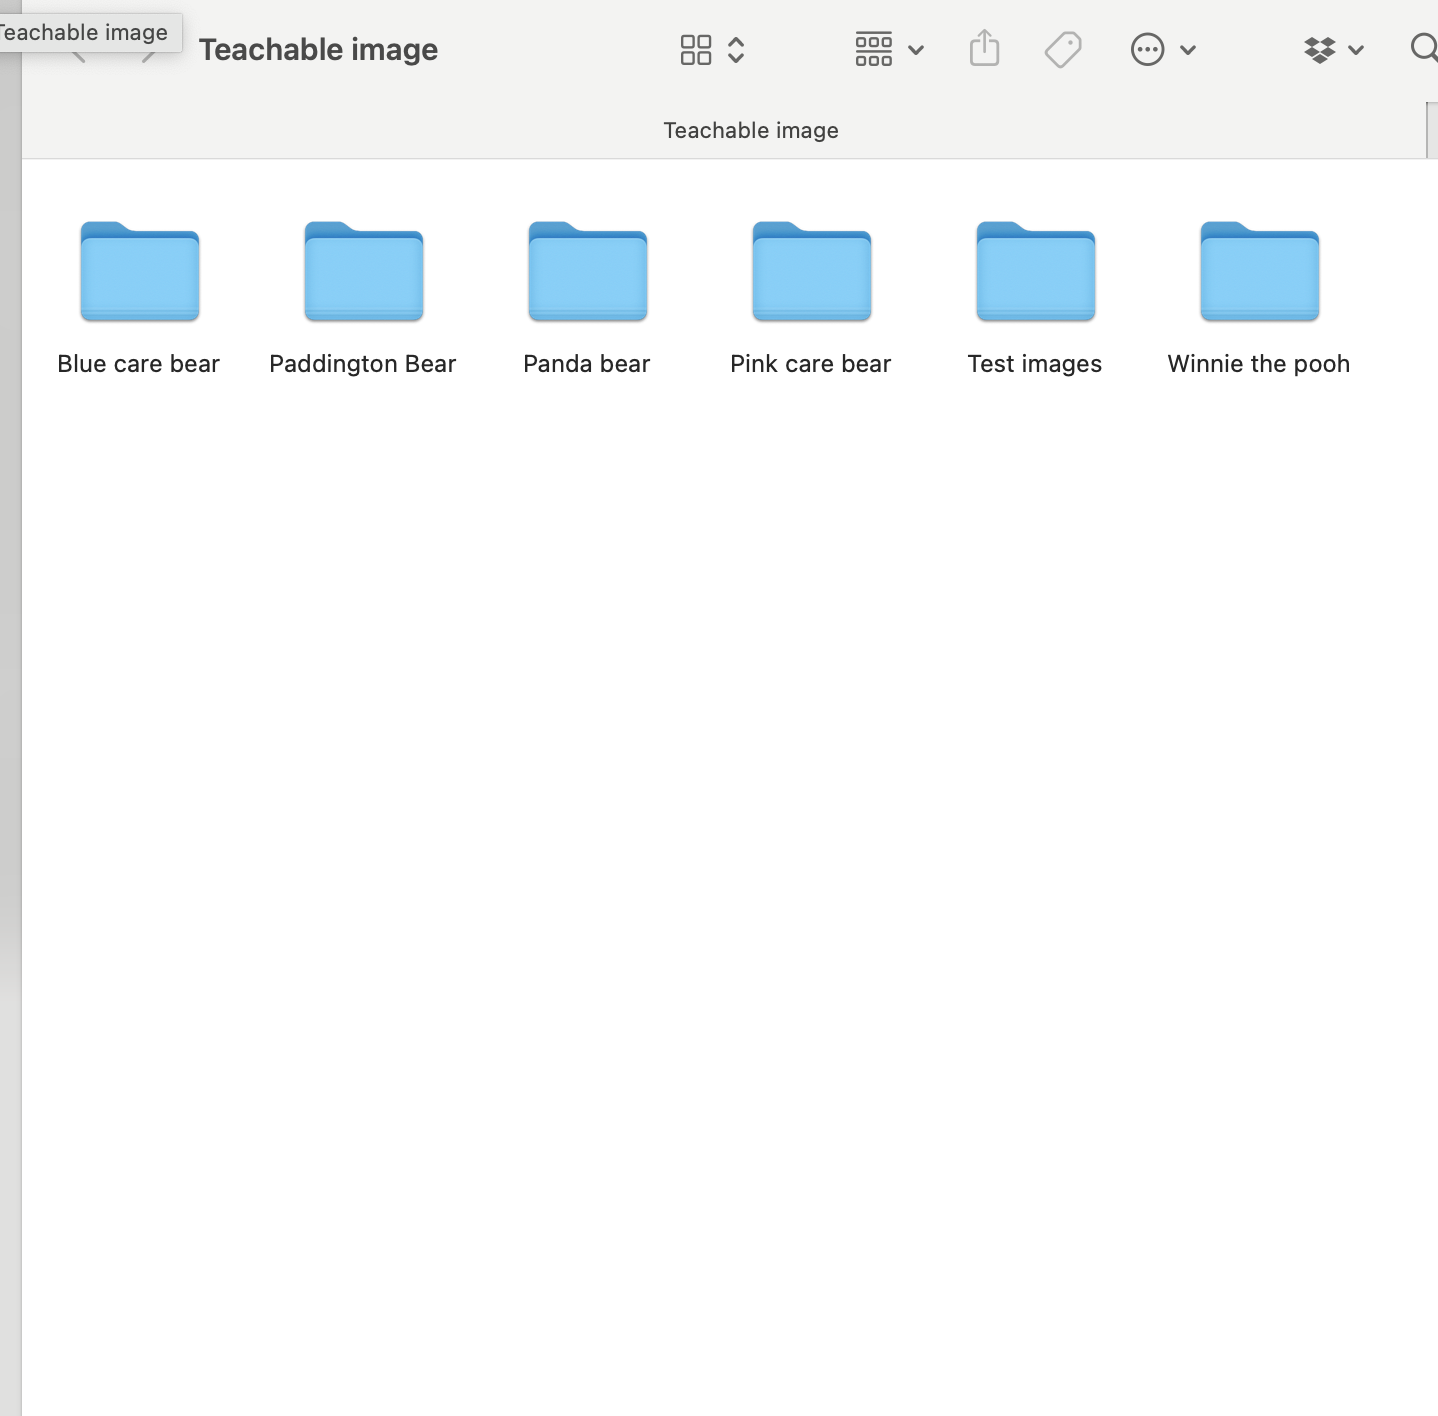 Teachable image
Teachable image
Teachable image
Blue care bear
Paddington Bear
Panda bear
Pink care bear
Test images
Winnie the pooh